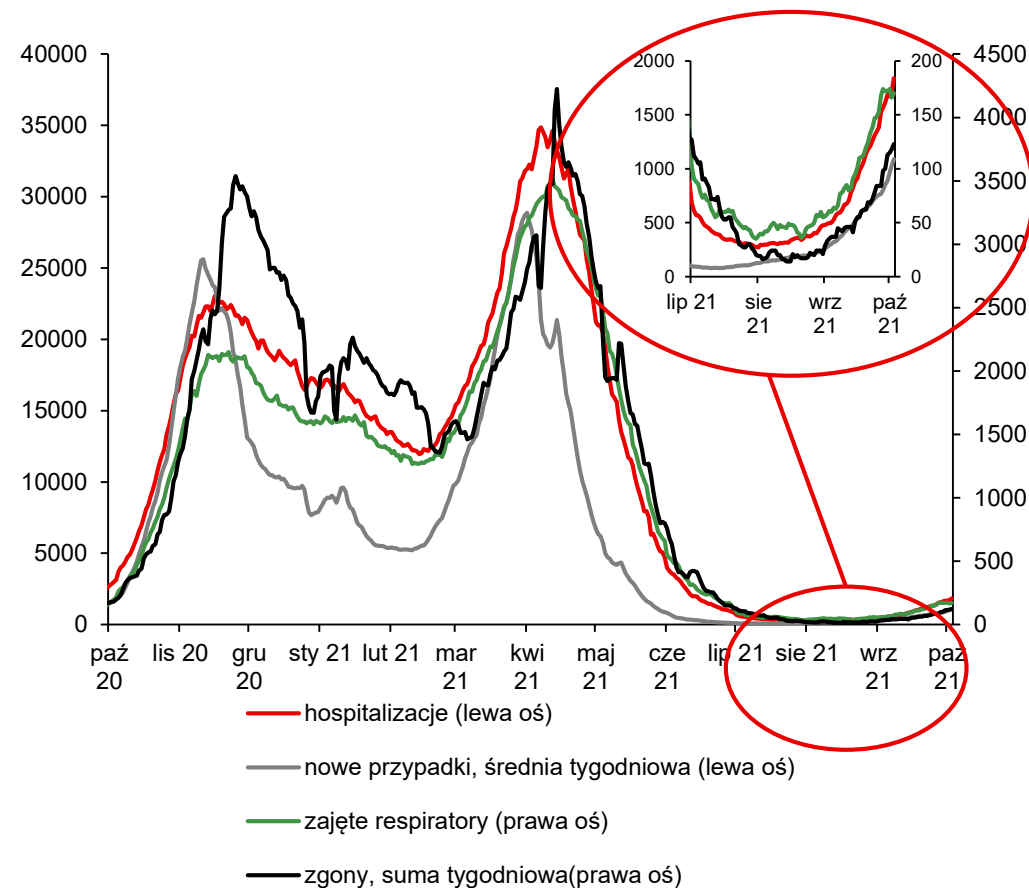 40000
35000
30000
25000
20000
15000
10000
5000
0
4500
4000
3500
3000
2500
2000
1500
1000
500
0
2000
1500
1000
500
0
200
150
100
50
0
lip 21
sie
21
wrz
21
paź
21
paź
20
lis 20
gru
20
sty 21
lut 21
mar
21
kwi
21
maj
21
cze
21
lip 21
sie 21
wrz
21
paź
21
hospitalizacje (lewa oś)
nowe przypadki, średnia tygodniowa (lewa oś)
zajęte respiratory (prawa oś)
zgony, suma tygodniowa(prawa oś)